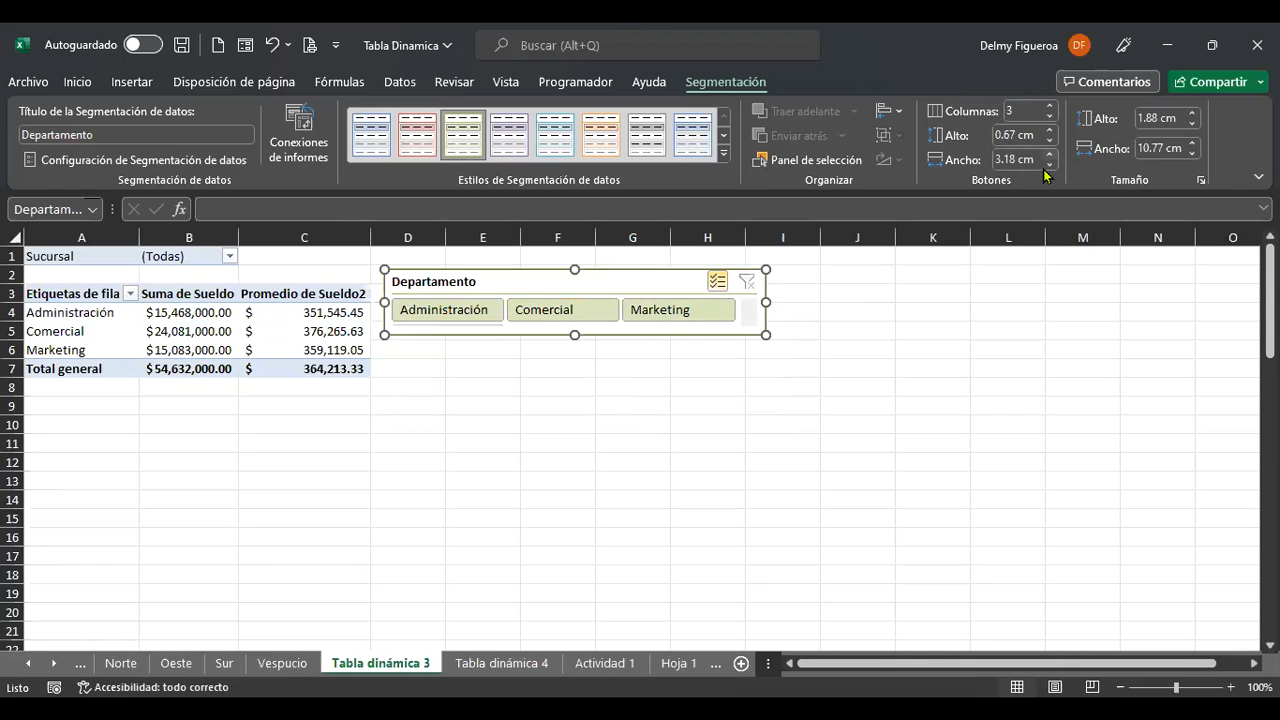 Autoguardado Tabla Dinamica Buscar (Alt+Q) Delmy Figueroa DF
Archivo Inicio Insertar Disposición de página Fórmulas Datos Revisar Vista Programador Ayuda Segmentación Comentarios Compartir
Título de la Segmentación de datos:
Departamento
Configuración de Segmentación de datos
Segmentación de datos
Conexiones
de informes
Estilos de Segmentación de datos
Traer adelante
Enviar atrás
Panel de selección
Organizar
Columnas: 3
Alto: 0.67 cm
Ancho: 3.18 cm
Botones
Alto: 1.88 cm
Ancho: 10.77 cm
Tamaño
Departam... fx
A B C D E F G H I J K L M N O
1 Sucursal (Todas)
2
3 Etiquetas de fila Suma de Sueldo Promedio de Sueldo2
4 Administración $15,468,000.00 $ 351,545.45
5 Comercial $24,081,000.00 $ 376,265.63
6 Marketing $15,083,000.00 $ 359,119.05
7 Total general $54,632,000.00 $ 364,213.33
8
9
10
11
12
13
14
15
16
17
18
19
20
21
22
Departamento
Administración Comercial Marketing
... Norte Oeste Sur Vespucio Tabla dinámica 3 Tabla dinámica 4 Actividad 1 Hoja 1 ...
Listo Accesibilidad: todo correcto 100%